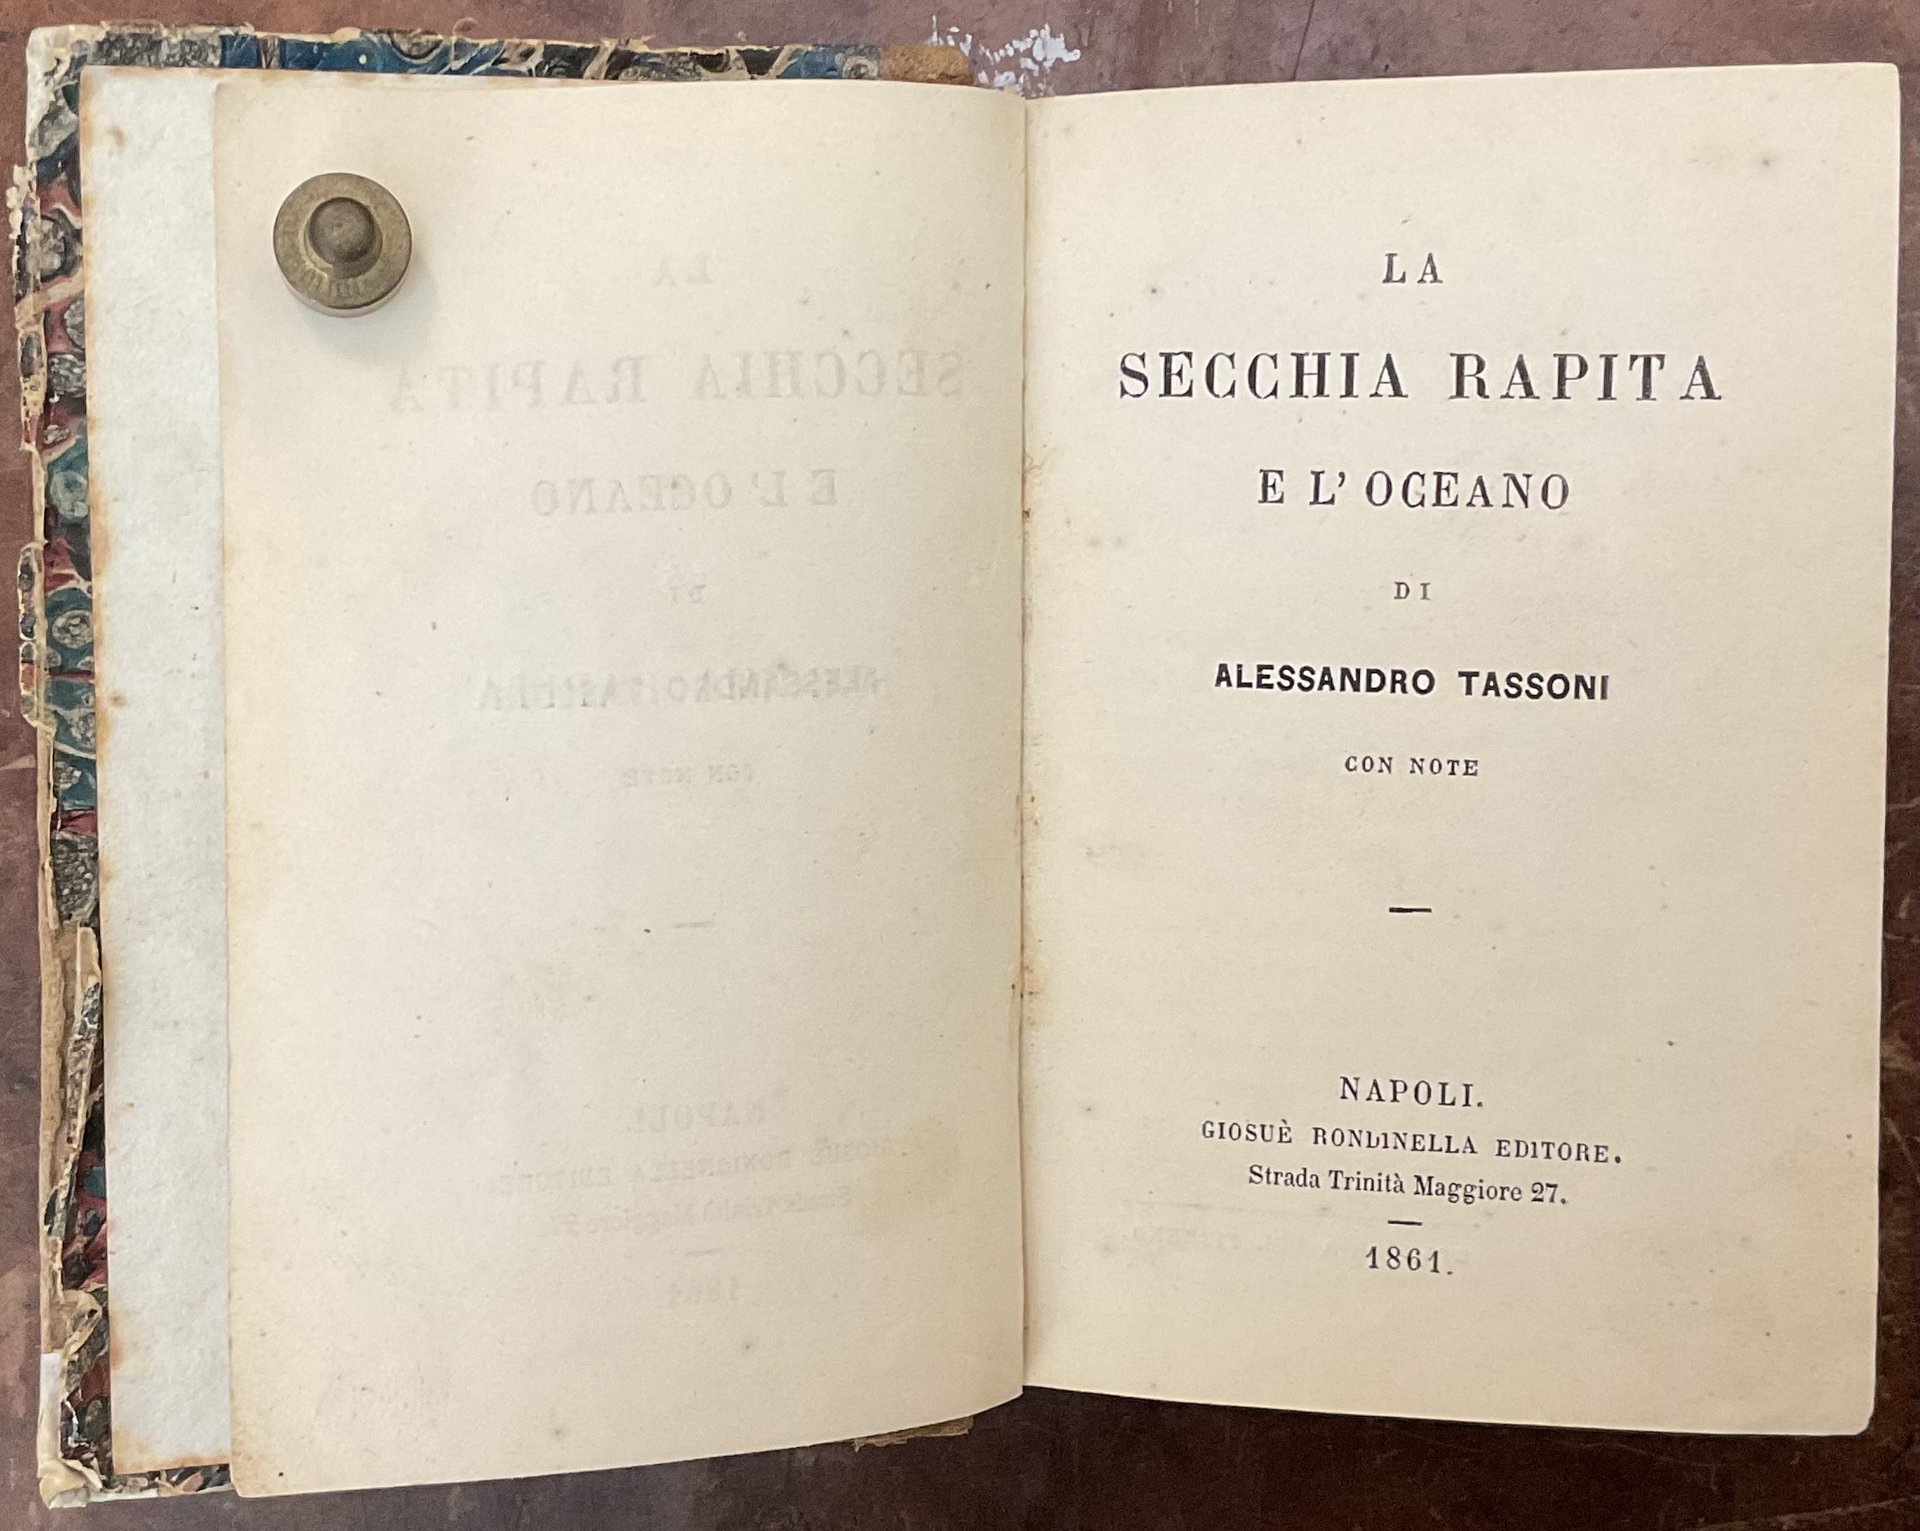 LA
SECCHIA RAPITA
E L' OCEANO
DI
ALESSANDRO TASSONI
CON NOTE
NAPOLI.
GIOSUÈ RONDINELLA EDITORE.
Strada Trinità Maggiore 27.
1861.